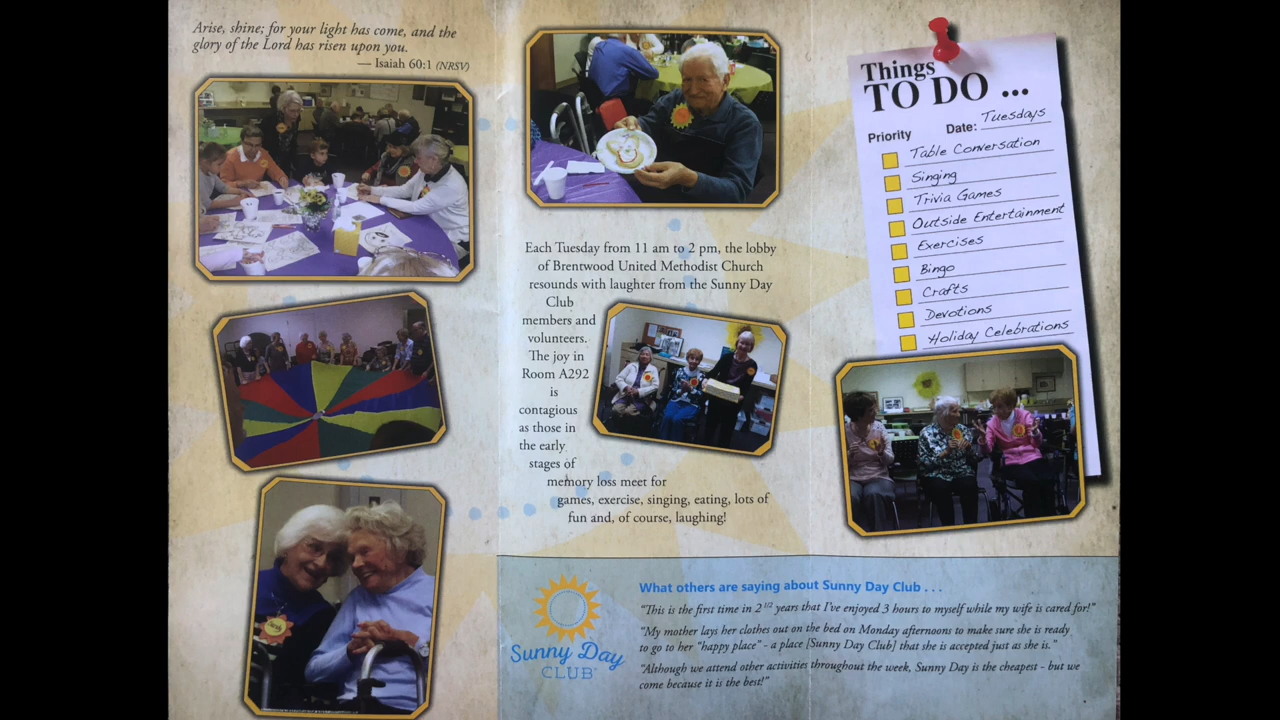 Arise, shine; for your light has come, and the
glory of the Lord has risen upon you.
— Isaiah 60:1 (NRSV)
Each Tuesday from 11 am to 2 pm, the lobby
of Brentwood United Methodist Church
resounds with laughter from the Sunny Day
Club
members and
volunteers.
The joy in
Room A292
is
contagious
as those in
the early
stages of
memory loss meet for
games, exercise, singing, eating, lots of
fun and, of course, laughing!
Things
TO DO ...
Priority Date: Tuesdays
Table Conversation
Singing
Trivia Games
Outside Entertainment
Exercises
Bingo
Crafts
Devotions
Holiday Celebrations
Sunny Day
CLUB
What others are saying about Sunny Day Club . . .
"This is the first time in 2 1/2 years that I've enjoyed 3 hours to myself while my wife is cared for!"
"My mother lays her clothes out on the bed on Monday afternoons to make sure she is ready
to go to her "happy place" - a place [Sunny Day Club] that she is accepted just as she is."
"Although we attend other activities throughout the week, Sunny Day is the cheapest - but we
come because it is the best!"